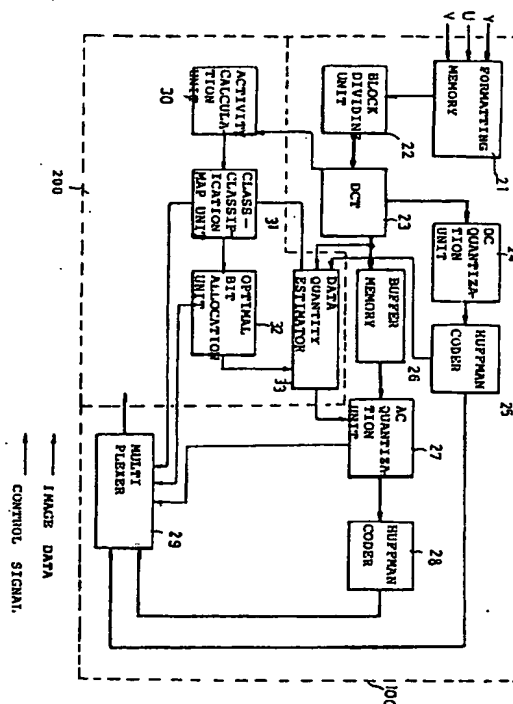 Y
U
V
FORMATTING
MEMORY
21
BLOCK
DIVIDING
UNIT
22
DCT
23
DC
QUANTIZA-
TION
UNIT
24
HUFFMAN
CODER
25
BUFFER
MEMORY
26
AC
QUANTIZA-
TION
UNIT
27
HUFFMAN
CODER
28
MULTI
PLEXER
29
ACTIVITY
CALCULA
TION
UNIT
30
CLASS-
CLASSIF
ICATION
MAP UNIT
31
OPTIMAL
BIT
ALLOCATION
UNIT
32
DATA
QUANTITY
ESTIMATOR
33
200
100
IMAGE DATA
CONTROL SIGNAL